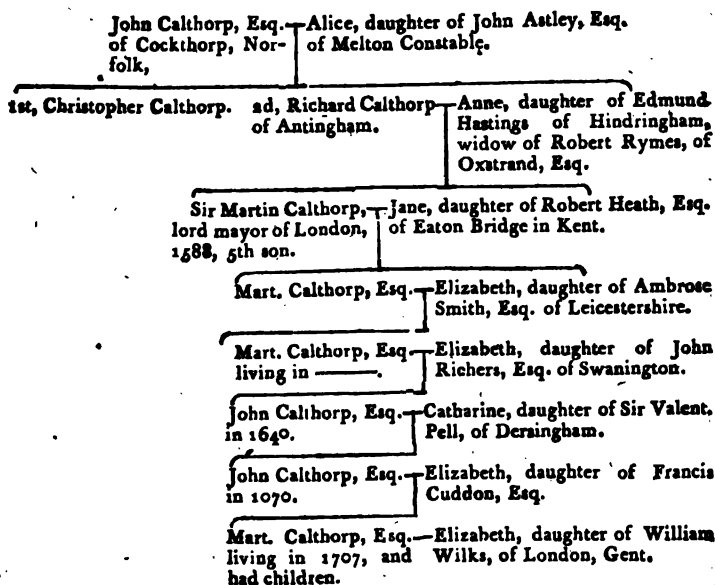 John Calthorp, Esq. Alice, daughter of John Astley, Esq.
of Cockthorp, Nor- of Melton Constable.
folk,
1st, Christopher Calthorp. ad, Richard Calthorp Anne, daughter of Edmund
of Antingham. Hastings of Hindringham,
widow of Robert Rymes, of
Oxstrand, Esq.
Sir Martin Calthorp, Jane, daughter of Robert Heath, Esq.
lord mayor of London, of Eaton Bridge in Kent.
1588, 5th son.
Mart. Calthorp, Esq. Elizabeth, daughter of Ambrose
Smith, Esq. of Leicestershire.
Mart. Calthorp, Esq. Elizabeth, daughter of John
living in ———. Richers, Esq. of Swanington.
John Calthorp, Esq. Catharine, daughter of Sir Valent.
in 1640. Pell, of Dersingham.
John Calthorp, Esq. Elizabeth, daughter of Francis
in 1070. Cuddon, Esq.
Mart. Calthorp, Esq.—Elizabeth, daughter of William
living in 1707, and Wilks, of London, Gent.
had children.